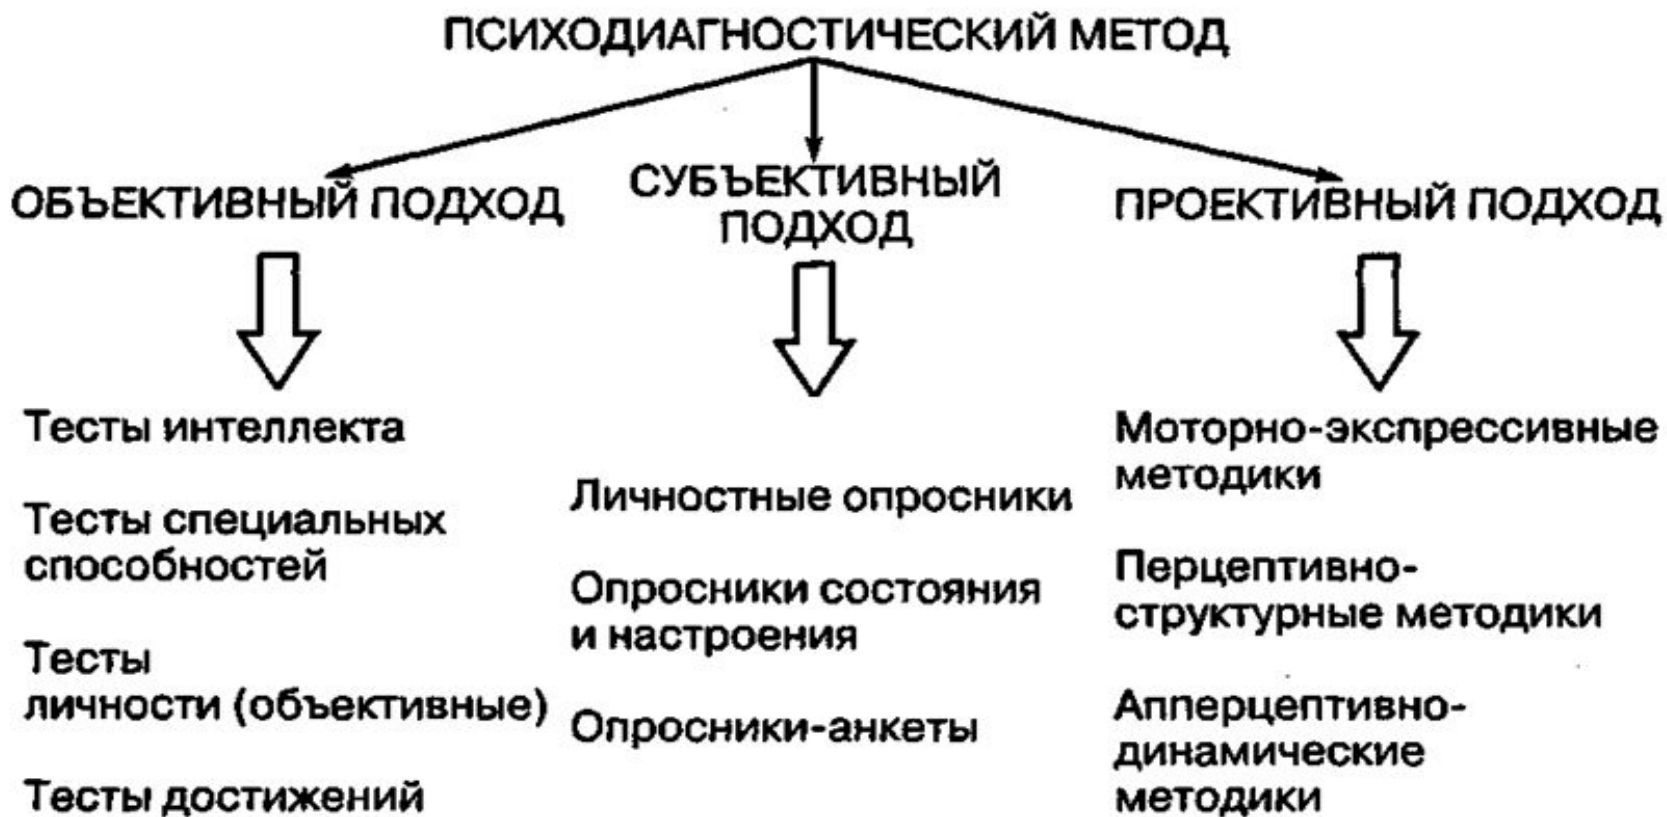 ПСИХОДИАГНОСТИЧЕСКИЙ МЕТОД
ОБЪЕКТИВНЫЙ ПОДХОД
СУБЪЕКТИВНЫЙ
ПОДХОД
ПРОЕКТИВНЫЙ ПОДХОД
Тесты интеллекта
Тесты специальных
способностей
Тесты
личности (объективные)
Тесты достижений
Личностные опросники
Опросники состояния
и настроения
Опросники-анкеты
Моторно-экспрессивные
методики
Перцептивно-
структурные методики
Апперцептивно-
динамические
методики